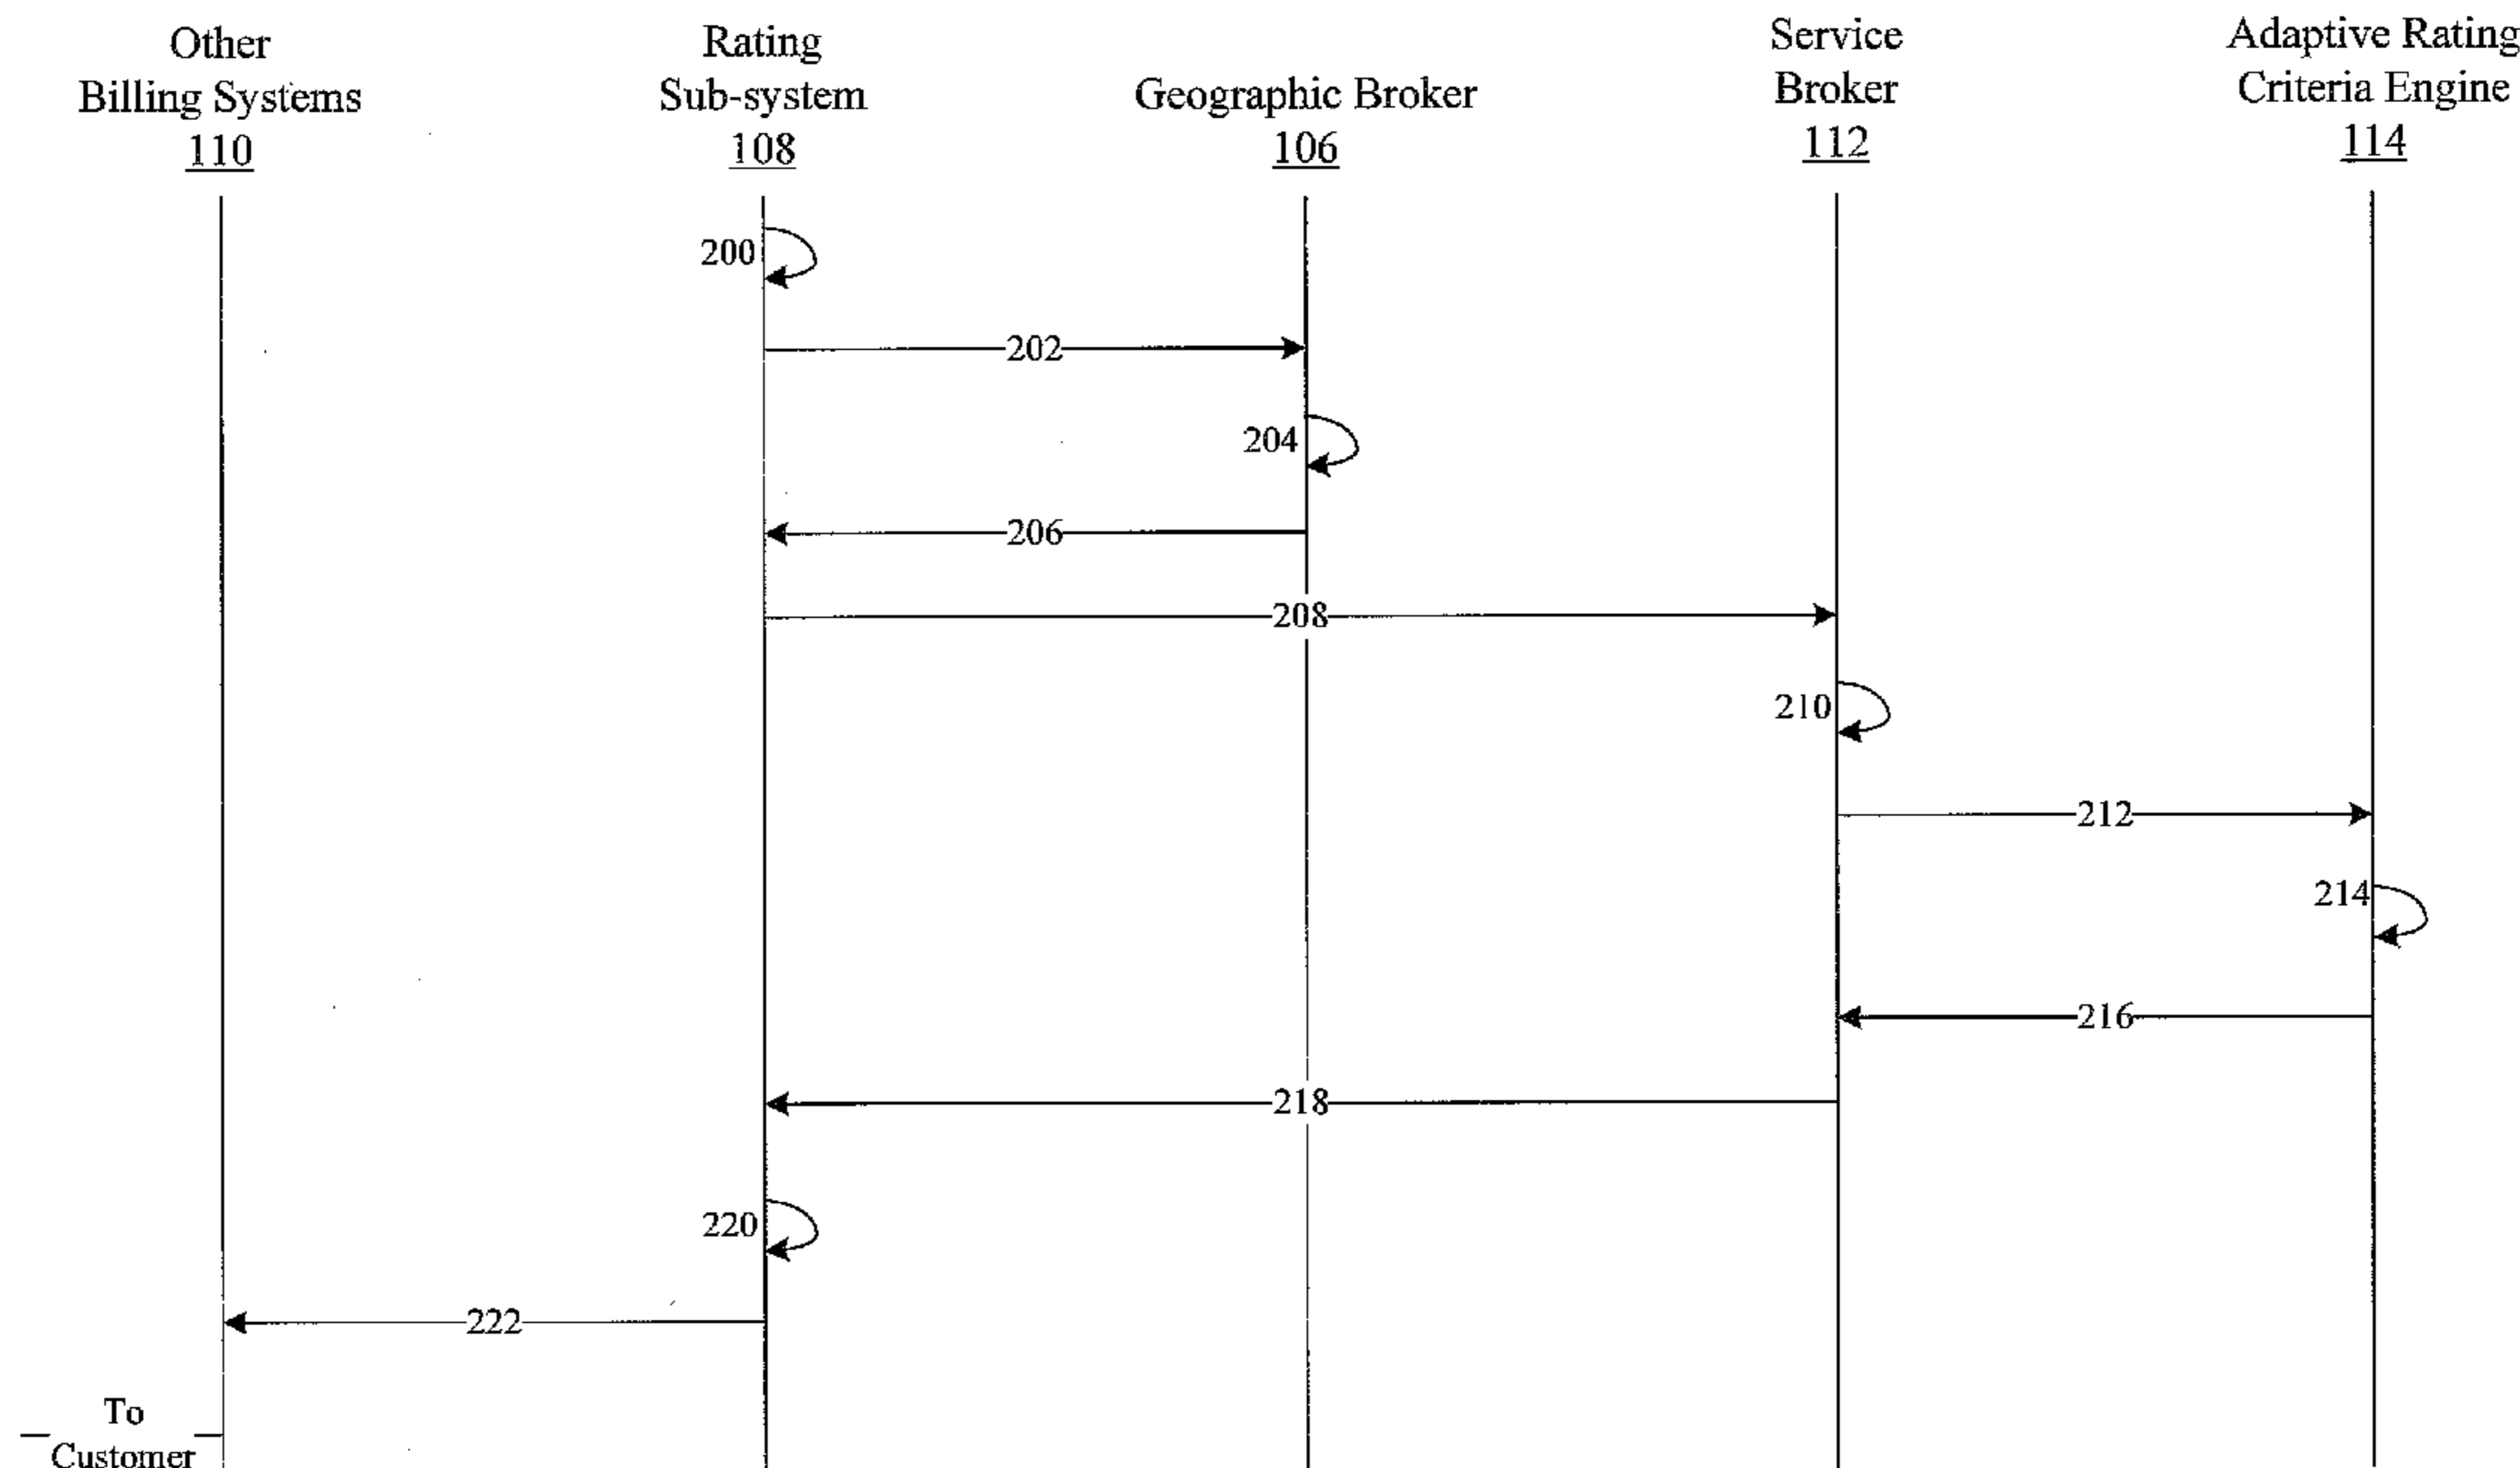 Other
Billing Systems
110
Rating
Sub-system
108
Geographic Broker
106
Service
Broker
112
Adaptive Rating
Criteria Engine
114
200
202
204
206
208
210
212
214
216
218
220
222
To
Customer